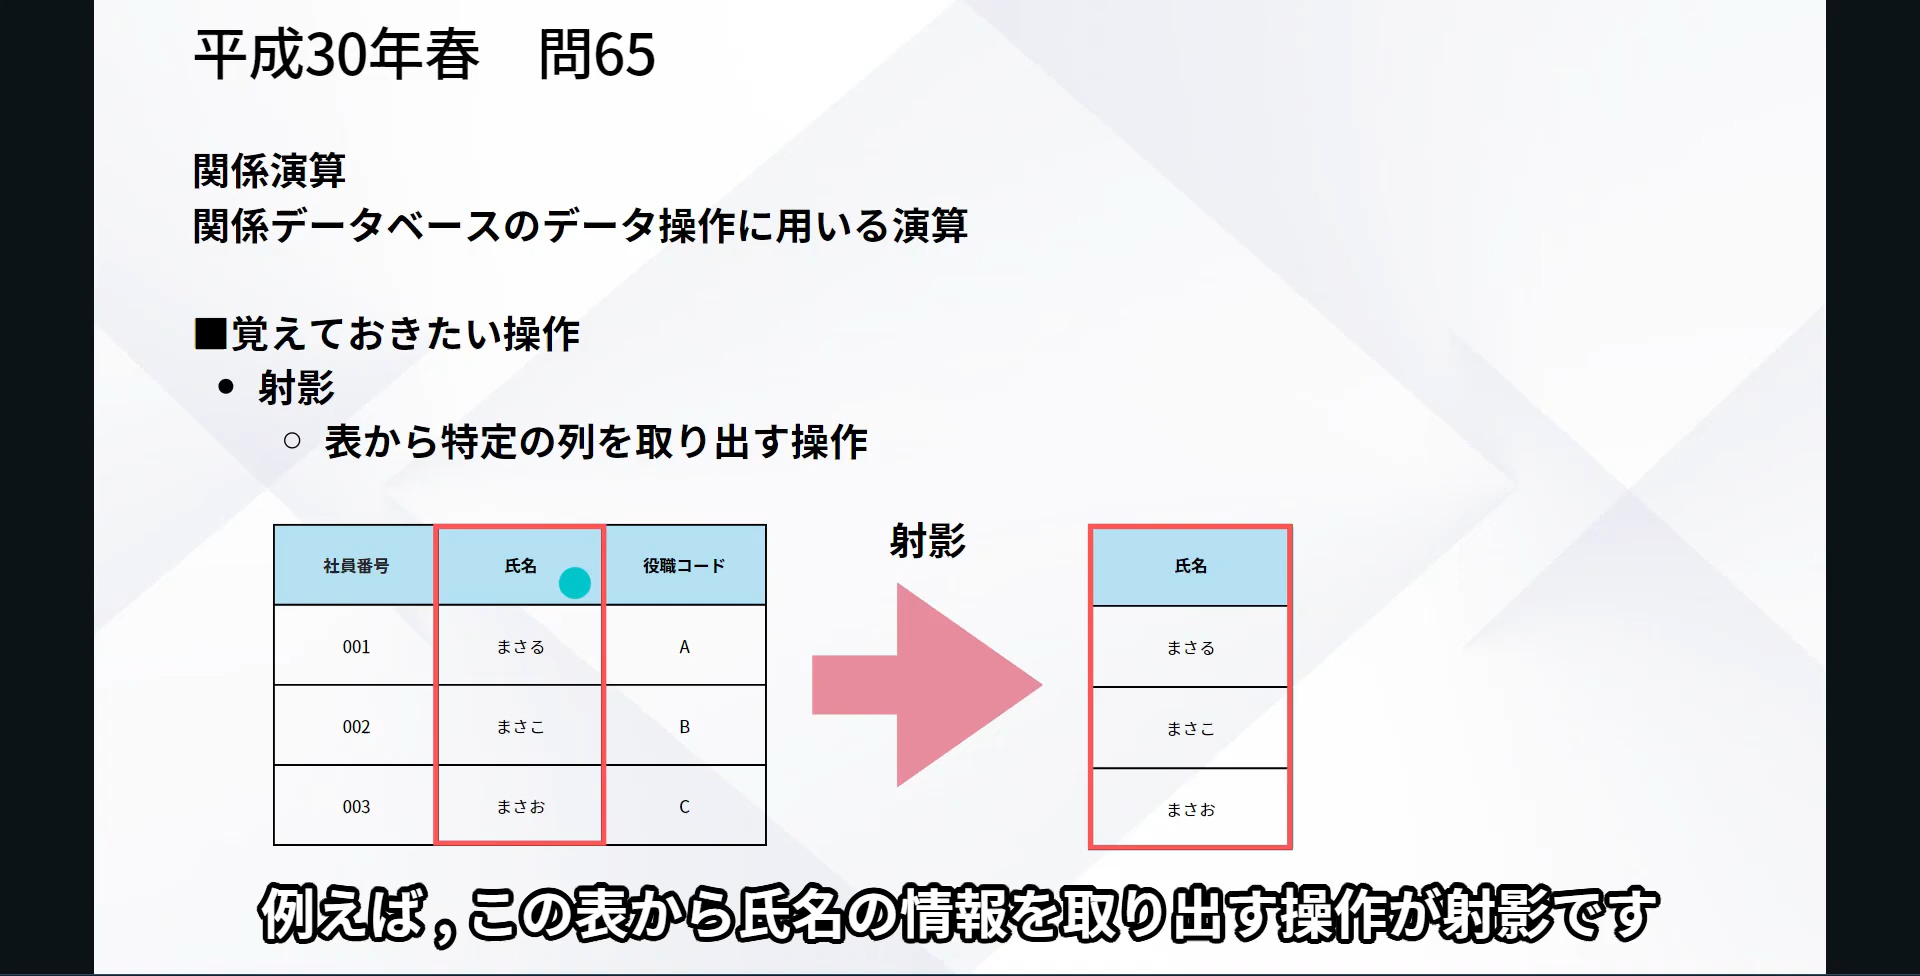 平成30年春　問65
関係演算
関係データベースのデータ操作に用いる演算
■覚えておきたい操作
● 射影
○ 表から特定の列を取り出す操作
社員番号 氏名 役職コード
001 まさる A
002 まさこ B
003 まさお C
射影
氏名
まさる
まさこ
まさお
例えば,この表から氏名の情報を取り出す操作が射影です